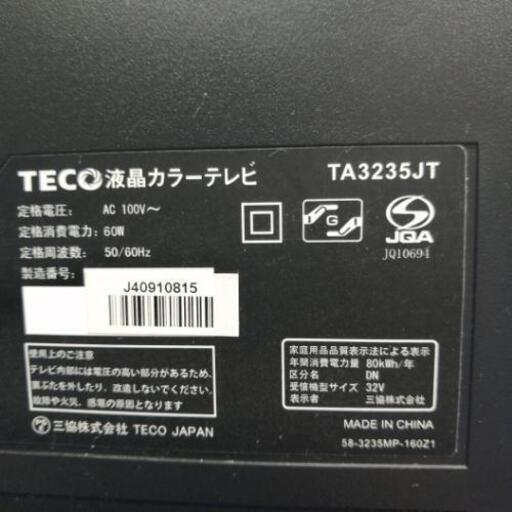 TECO液晶カラーテレビ TA3235JT
定格電圧: AC 100V～
定格消費電力: 60W
定格周波数: 50/60Hz
製造番号:
G
JQA
JQ10694
J40910815
使用上のご注意
テレビ内部には電圧の高い部分があるため、
裏ぶたを外したり、改造しないでください。
故障や火災、感電の原因となります。
三協株式会社 TECO JAPAN
家庭用品品質表示法による表示
年間消費電力量 80kWh/年
区分名 DN
受信機型サイズ 32V
表示者 三協株式会社
MADE IN CHINA
58-3235MP-160Z1